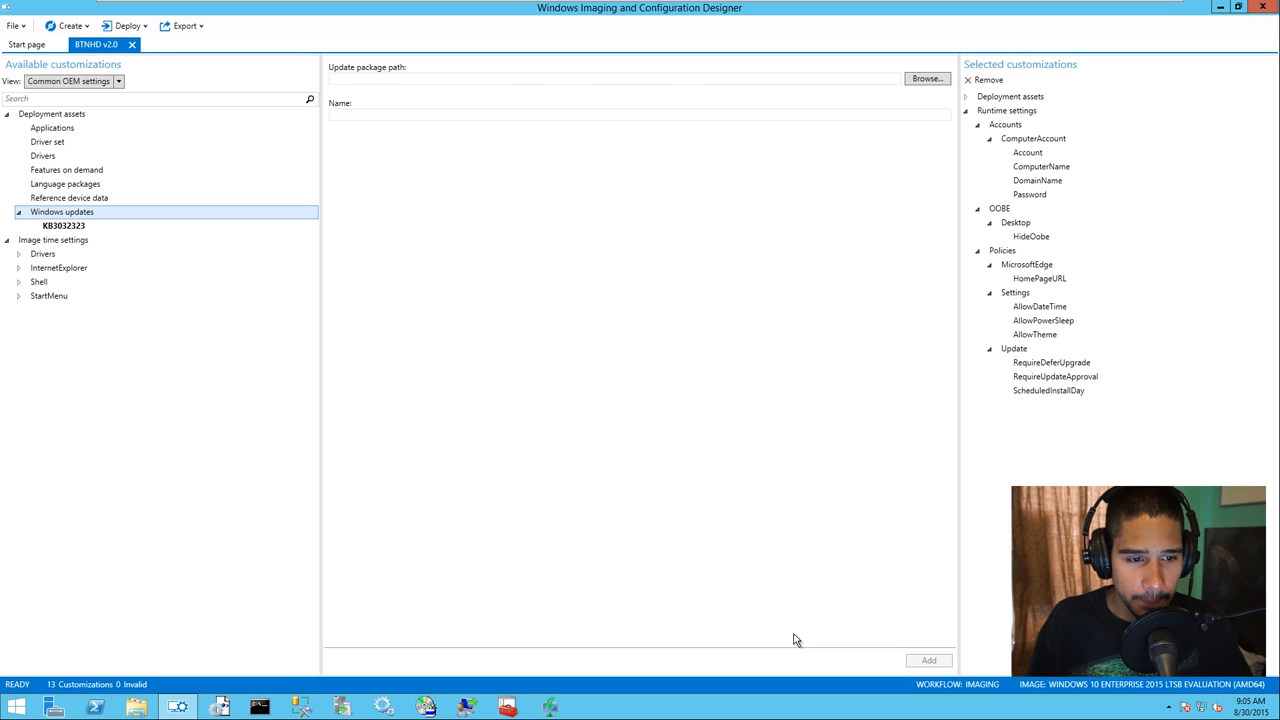 Windows Imaging and Configuration Designer
File
Create
Deploy
Export
Start page
BTNHD v2.0
Available customizations
View: Common OEM settings
Search
Deployment assets
Applications
Driver set
Drivers
Features on demand
Language packages
Reference device data
Windows updates
KB3032323
Image time settings
Drivers
InternetExplorer
Shell
StartMenu
Update package path:
Browse...
Name:
Add
Selected customizations
Remove
Deployment assets
Runtime settings
Accounts
ComputerAccount
Account
ComputerName
DomainName
Password
OOBE
Desktop
HideOobe
Policies
MicrosoftEdge
HomePageURL
Settings
AllowDateTime
AllowPowerSleep
AllowTheme
Update
RequireDeferUpgrade
RequireUpdateApproval
ScheduledInstallDay
READY 13 Customizations 0 Invalid
WORKFLOW: IMAGING IMAGE: WINDOWS 10 ENTERPRISE 2015 LTSB EVALUATION (AMD64)
9:05 AM
8/30/2015